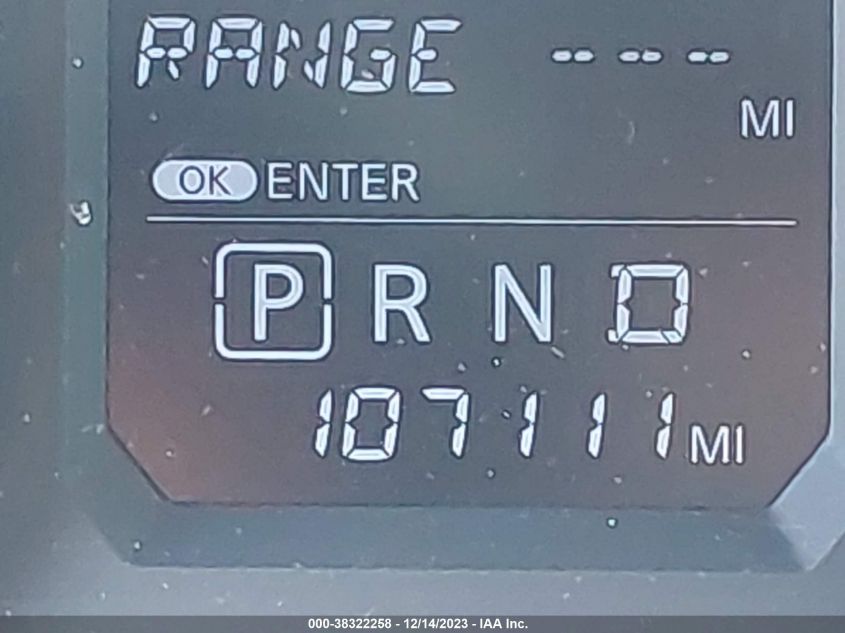 RANGE -- -- --
MI
OK ENTER
P R N D
107111 MI
000-38322258 - 12/14/2023 - IAA Inc.